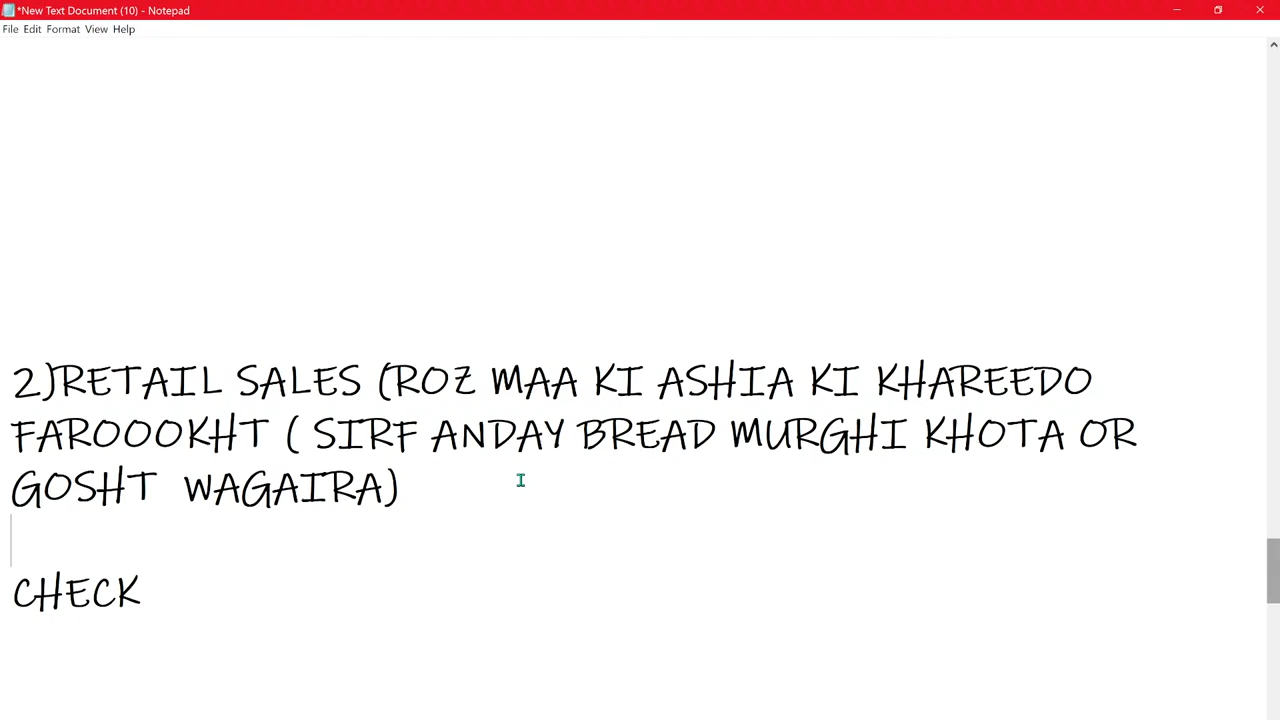 *New Text Document (10) - Notepad
File Edit Format View Help
2)RETAIL SALES (ROZ MAA KI ASHIA KI KHAREEDO
FAROOOKHT ( SIRF ANDAY BREAD MURGHI KHOTA OR
GOSHT WAGAIRA)
CHECK